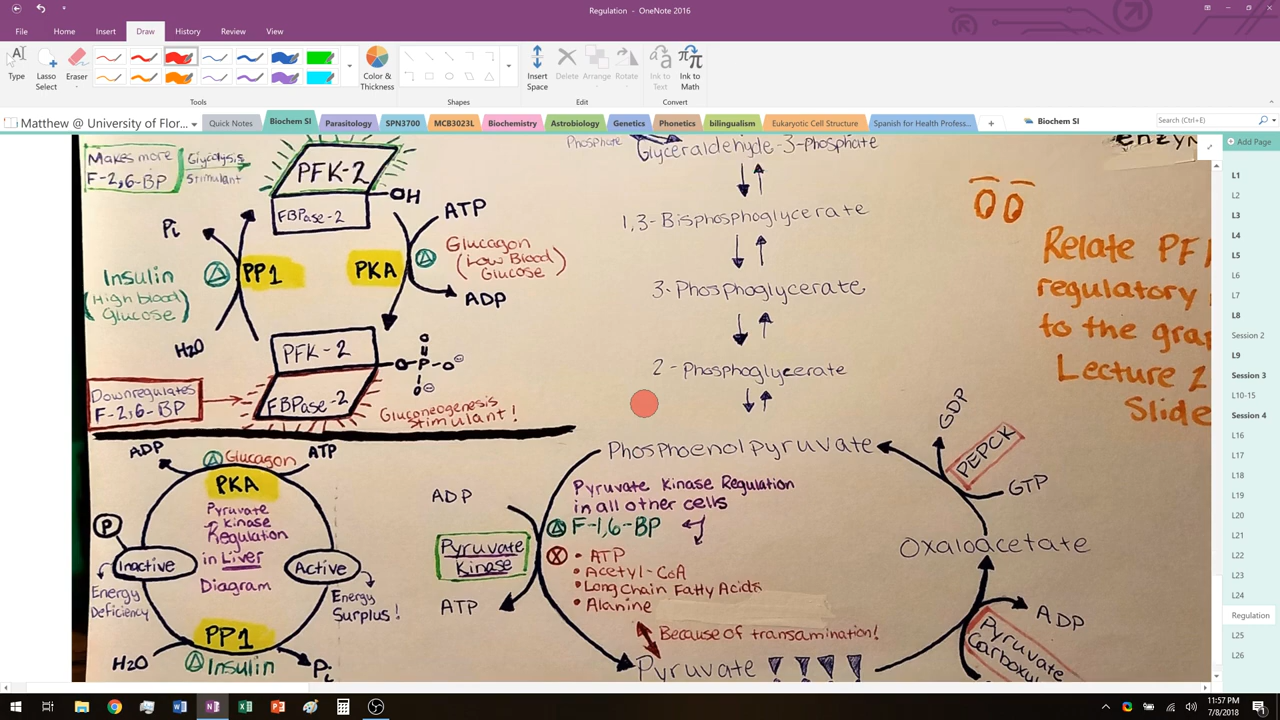 Regulation - OneNote 2016
File Home Insert Draw History Review View
Type
Lasso Select
Eraser
Color & Thickness
Insert Space
Delete
Arrange
Rotate
Ink to Text
Ink to Math
Tools
Shapes
Edit
Convert
Matthew @ University of Flor...
Quick Notes
Biochem SI
Parasitology
SPN3700
MCB3023L
Biochemistry
Astrobiology
Genetics
Phonetics
bilingualism
Eukaryotic Cell Structure
Spanish for Health Profess...
Biochem SI
Search (Ctrl+E)
Add Page
L1
L2
L3
L4
L5
L6
L7
L8
Session 2
L9
Session 3
L10-15
Session 4
L16
L17
L18
L19
L20
L21
L22
L23
L24
Regulation
L25
L26
Makes more
F-2,6-BP
Glycolysis
Stimulant
PFK-2
FBPase-2
OH
ATP
Pi
Insulin
(High blood
Glucose)
PP1
PKA
Glucagon
(Low Blood
Glucose)
ADP
H2O
PFK-2
FBPase-2
O-P-O
O
O
Downregulates
F-2,6-BP
Gluconeogenesis
Stimulant!
ADP
Glucagon
ATP
PKA
Pyruvate
Kinase
Regulation
in Liver
Diagram
P
Inactive
Active
Energy
Deficiency
Energy
Surplus!
PP1
H2O
Insulin
Pi
Phosphate
Glyceraldehyde-3-Phosphate
1,3-Bisphosphoglycerate
3-Phosphoglycerate
2-Phosphoglycerate
Phosphoenolpyruvate
ADP
Pyruvate
Kinase
ATP
Pyruvate Kinase Regulation
in all other cells
F-1,6-BP
X
• ATP
• Acetyl-CoA
• Long Chain Fatty Acids
• Alanine
Because of transamination!
Pyruvate
GDP
PEPCK
GTP
Oxaloacetate
ADP
Pyruvate
Carboxyl
enzym
Relate PF
regulatory
to the gra
Lecture 2
Slide
11:57 PM
7/8/2018